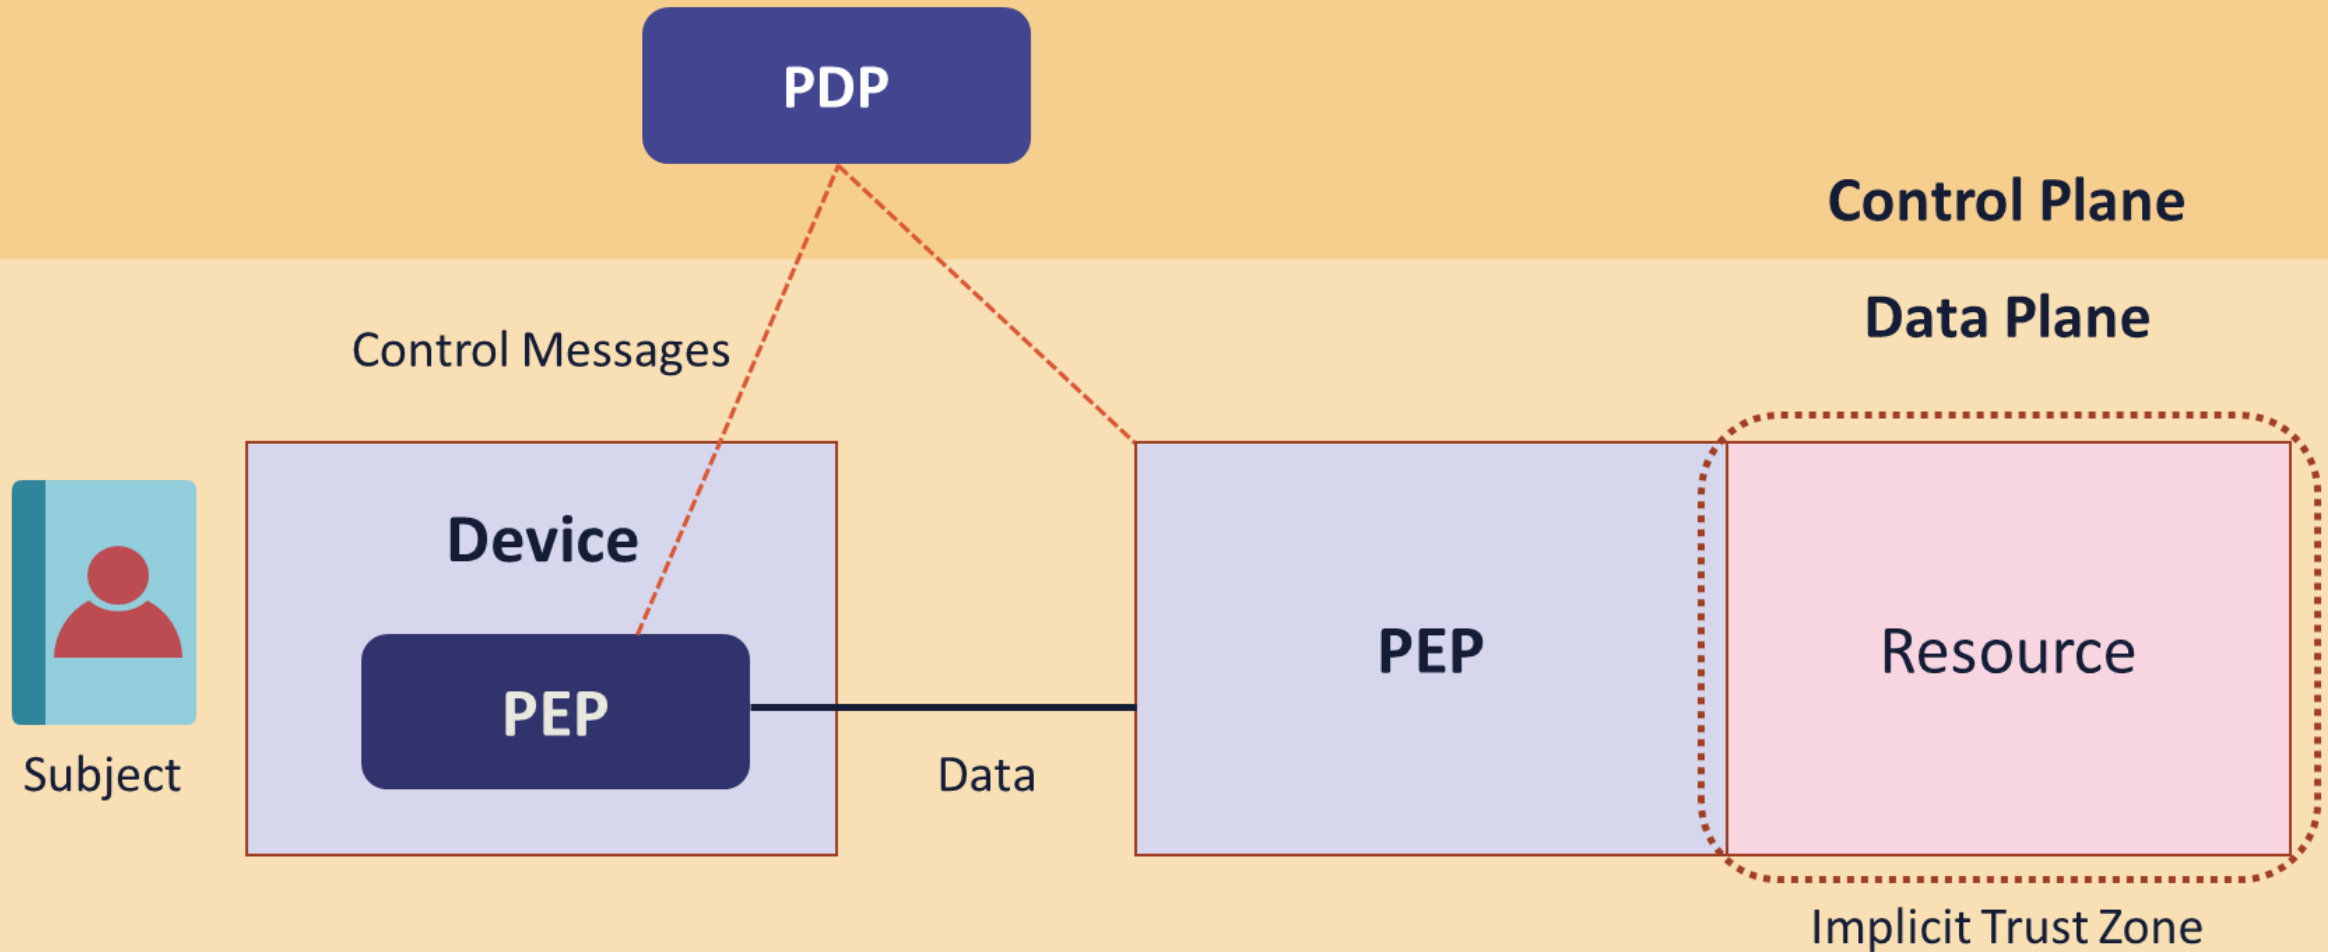 PDP
Control Plane
Data Plane
Control Messages
Device
PEP
PEP
Resource
Subject
Data
Implicit Trust Zone